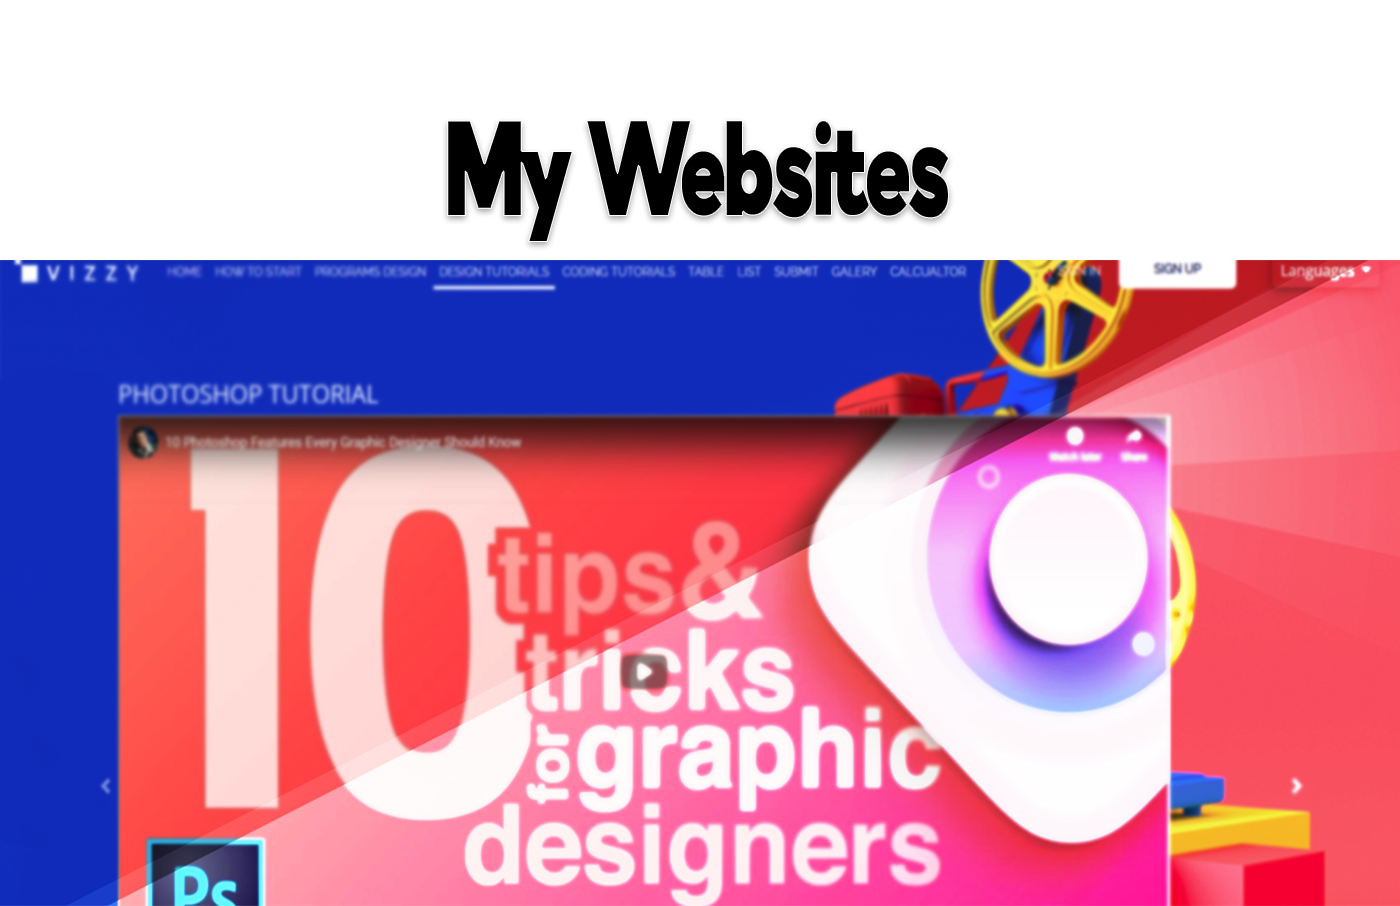 My Websites
VIZZY HOME HOW TO START PROGRAMS DESIGN DESIGN TUTORIALS CODING TUTORIALS TABLE LIST SUBMIT GALERY CALCUALTOR SIGN IN SIGN UP Languages
PHOTOSHOP TUTORIAL
10 Photoshop Features Every Graphic Designer Should Know
Watch later Share
10 tips&
tricks
for graphic
designers
Ps